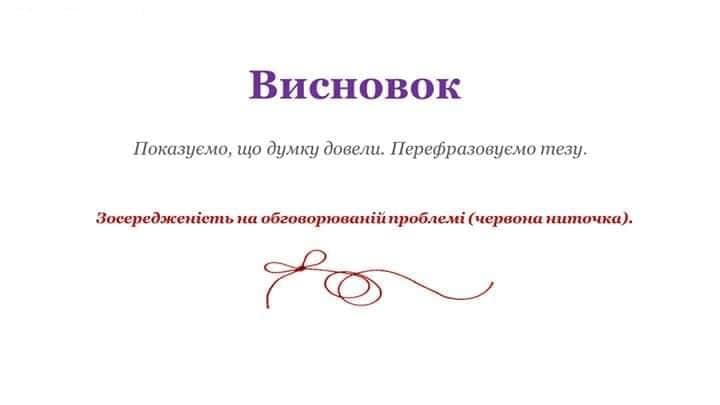 Висновок
Показуємо, що думку довели. Перефразовуємо тезу.
Зосередженість на обговорюваній проблемі (червона ниточка).